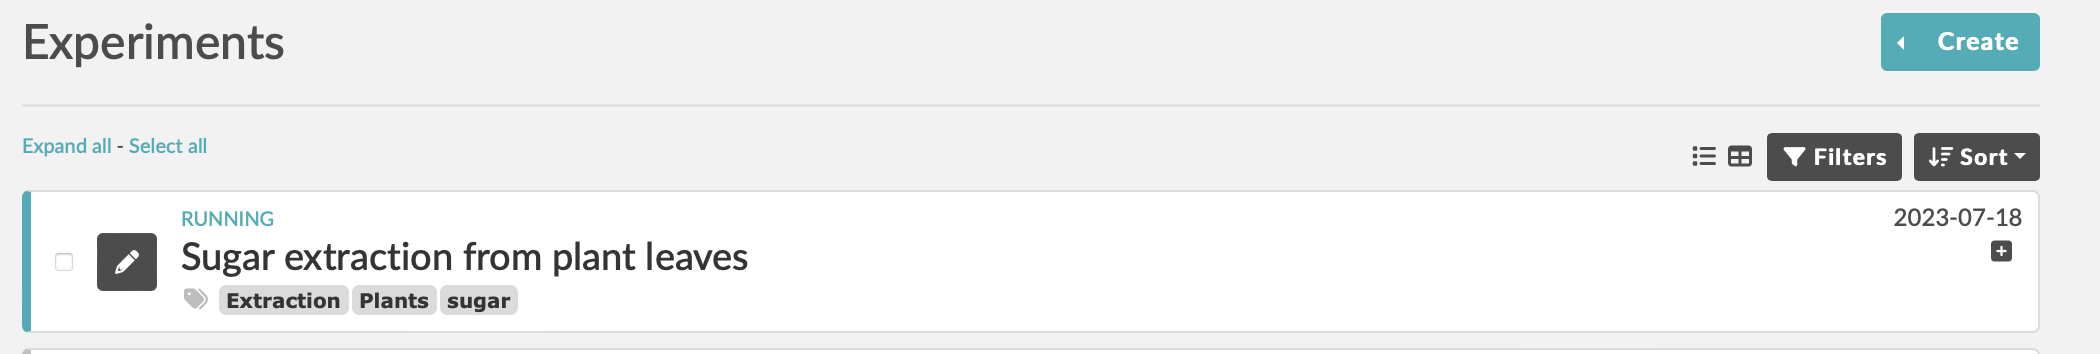 Experiments
Create
Expand all - Select all
Filters
Sort
RUNNING
2023-07-18
Sugar extraction from plant leaves
Extraction Plants sugar